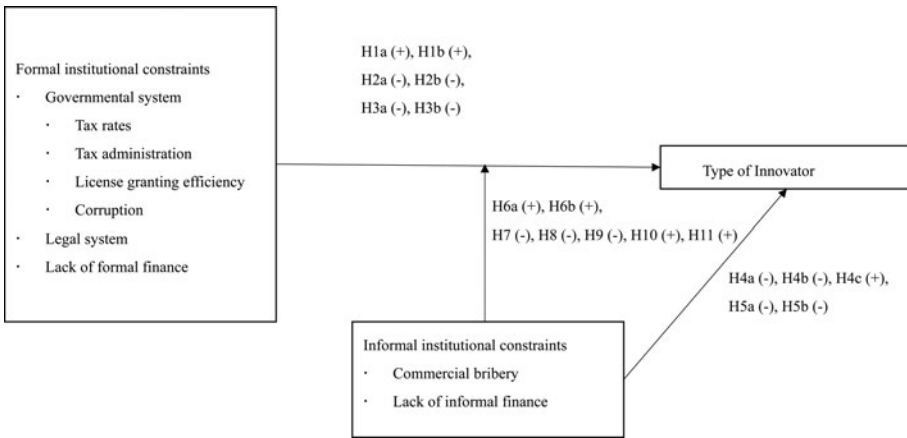 Formal institutional constraints
· Governmental system
· Tax rates
· Tax administration
· License granting efficiency
· Corruption
· Legal system
· Lack of formal finance
H1a (+), H1b (+),
H2a (-), H2b (-),
H3a (-), H3b (-)
Type of Innovator
H6a (+), H6b (+),
H7 (-), H8 (-), H9 (-), H10 (+), H11 (+)
H4a (-), H4b (-), H4c (+),
H5a (-), H5b (-)
Informal institutional constraints
· Commercial bribery
· Lack of informal finance